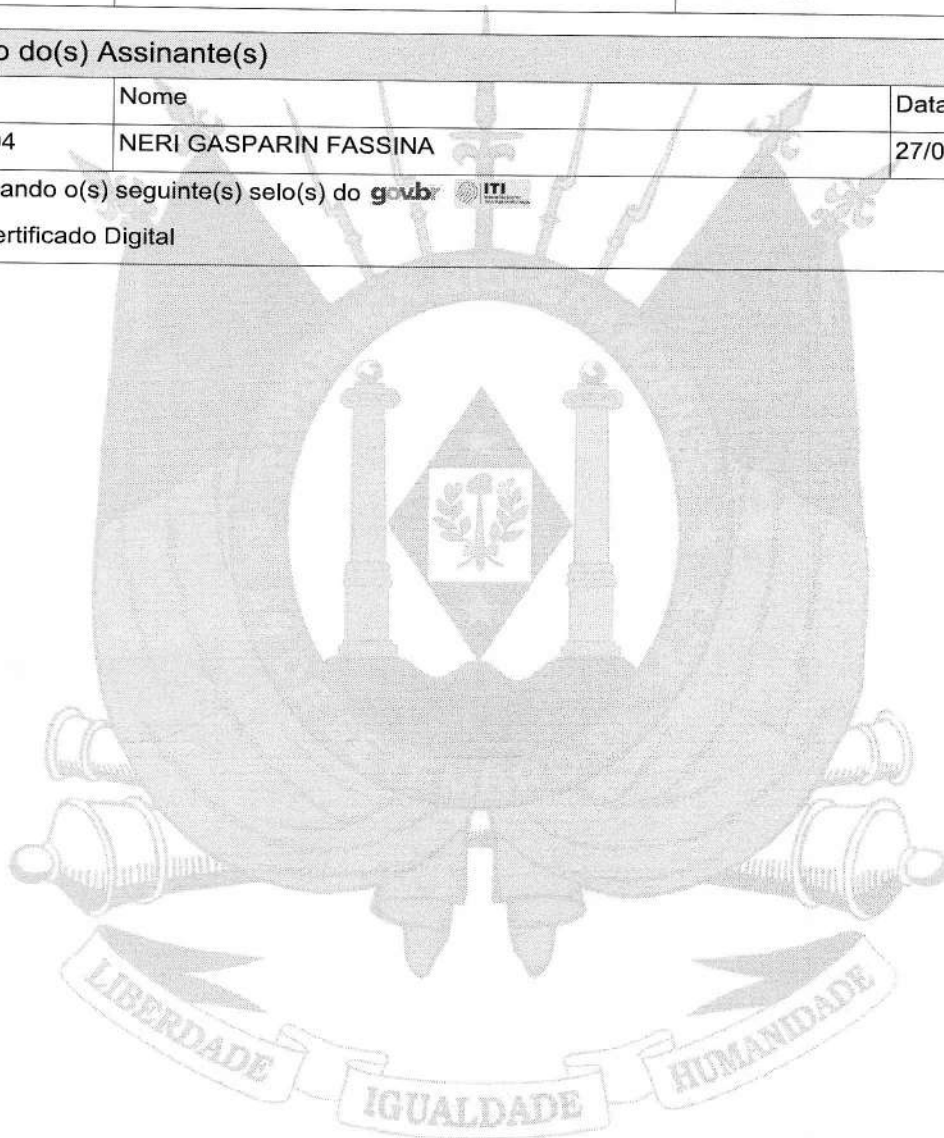 o do(s) Assinante(s)
Nome Data
04 NERI GASPARIN FASSINA 27/0
ando o(s) seguinte(s) selo(s) do gov.br ITI
ertificado Digital
LIBERDADE IGUALDADE HUMANIDADE